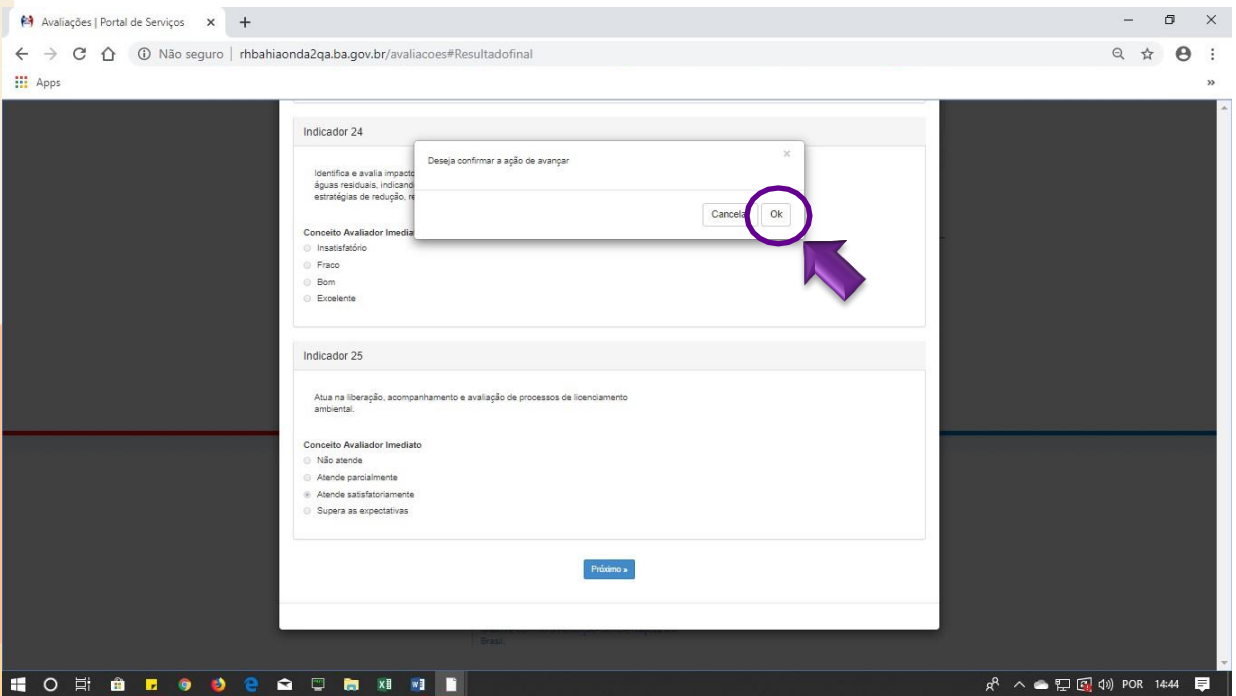 Avaliações | Portal de Serviços
Não seguro | rhbahiaonda2qa.ba.gov.br/avaliacoes#Resultadofinal
Apps
Indicador 24
Deseja confirmar a ação de avançar
Identifica e avalia impacto
águas residuais, indicand
estratégias de redução, re
Cancela Ok
Conceito Avaliador Imedia
Insatisfatório
Fraco
Bom
Excelente
Indicador 25
Atua na liberação, acompanhamento e avaliação de processos de licenciamento
ambiental.
Conceito Avaliador Imediato
Não atende
Atende parcialmente
Atende satisfatoriamente
Supera as expectativas
Próximo »
Brasil
POR 14:44